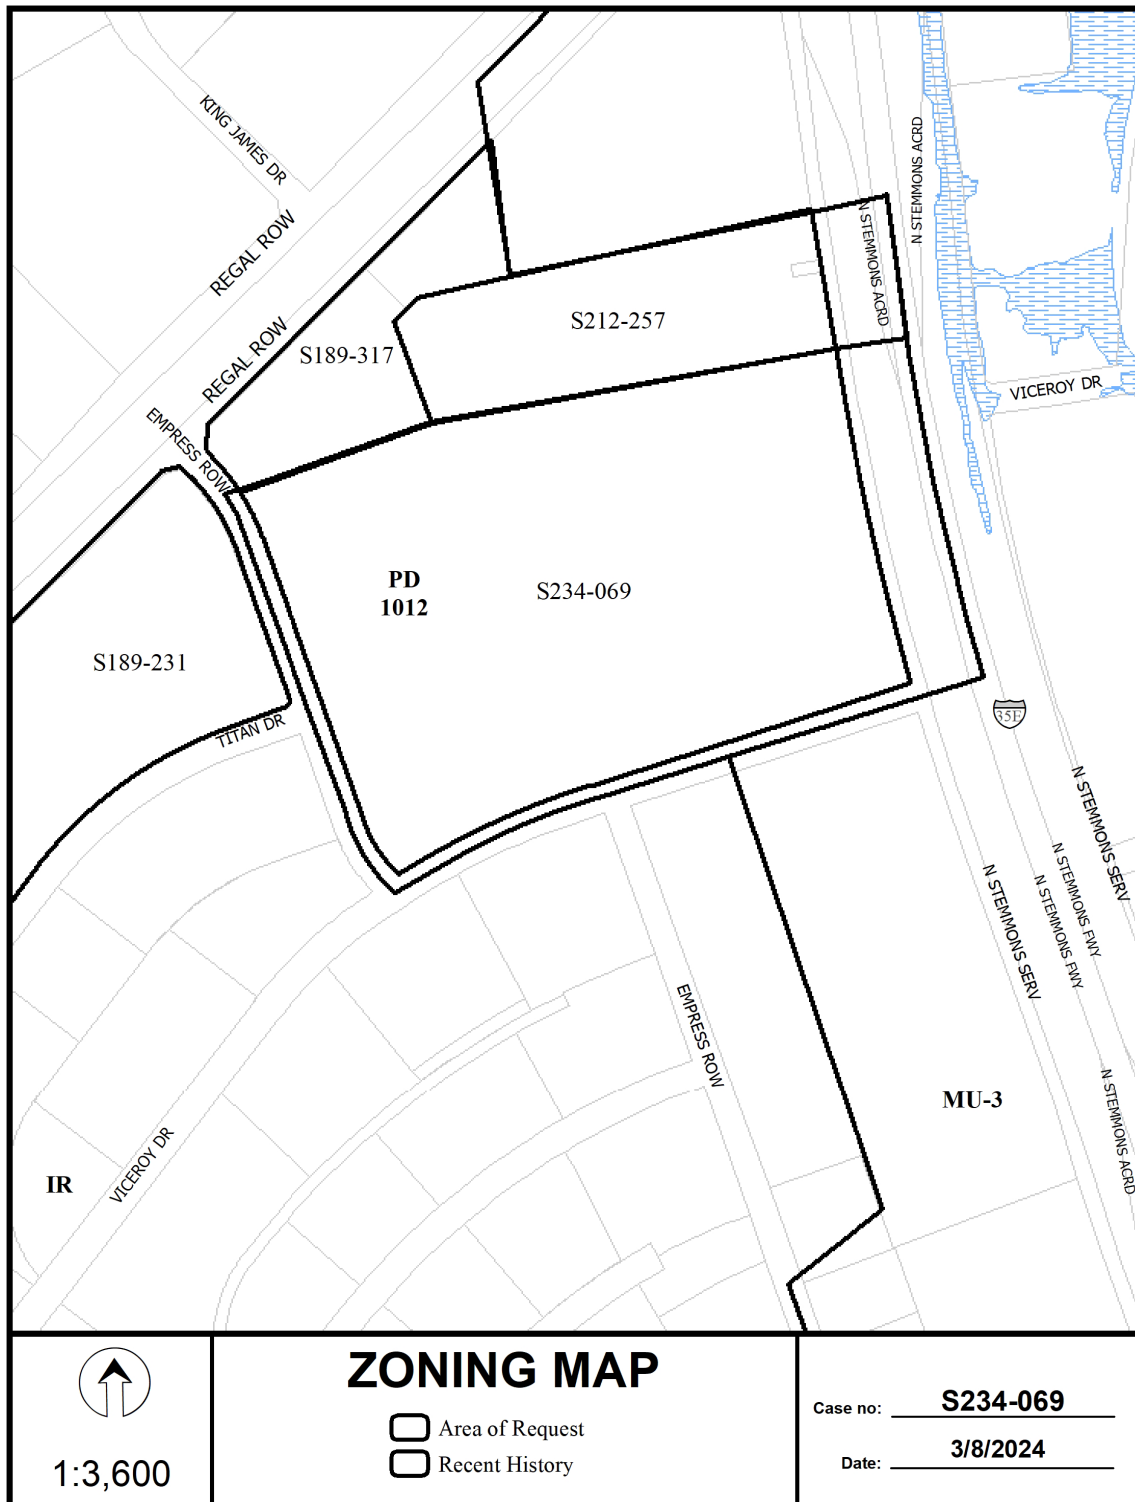 KING JAMES DR
N STEMMONS ACRD
REGAL ROW
N STEMMONS ACRD
S212-257
REGAL ROW
S189-317
VICEROY DR
EMPRESS ROW
PD
1012
S234-069
S189-231
35E
TITAN DR
N STEMMONS SERV
N STEMMONS FWY
N STEMMONS SERV
N STEMMONS FWY
EMPRESS ROW
MU-3
N STEMMONS ACRD
VICEROY DR
IR
ZONING MAP
Area of Request
Recent History
1:3,600
Case no: S234-069
Date: 3/8/2024